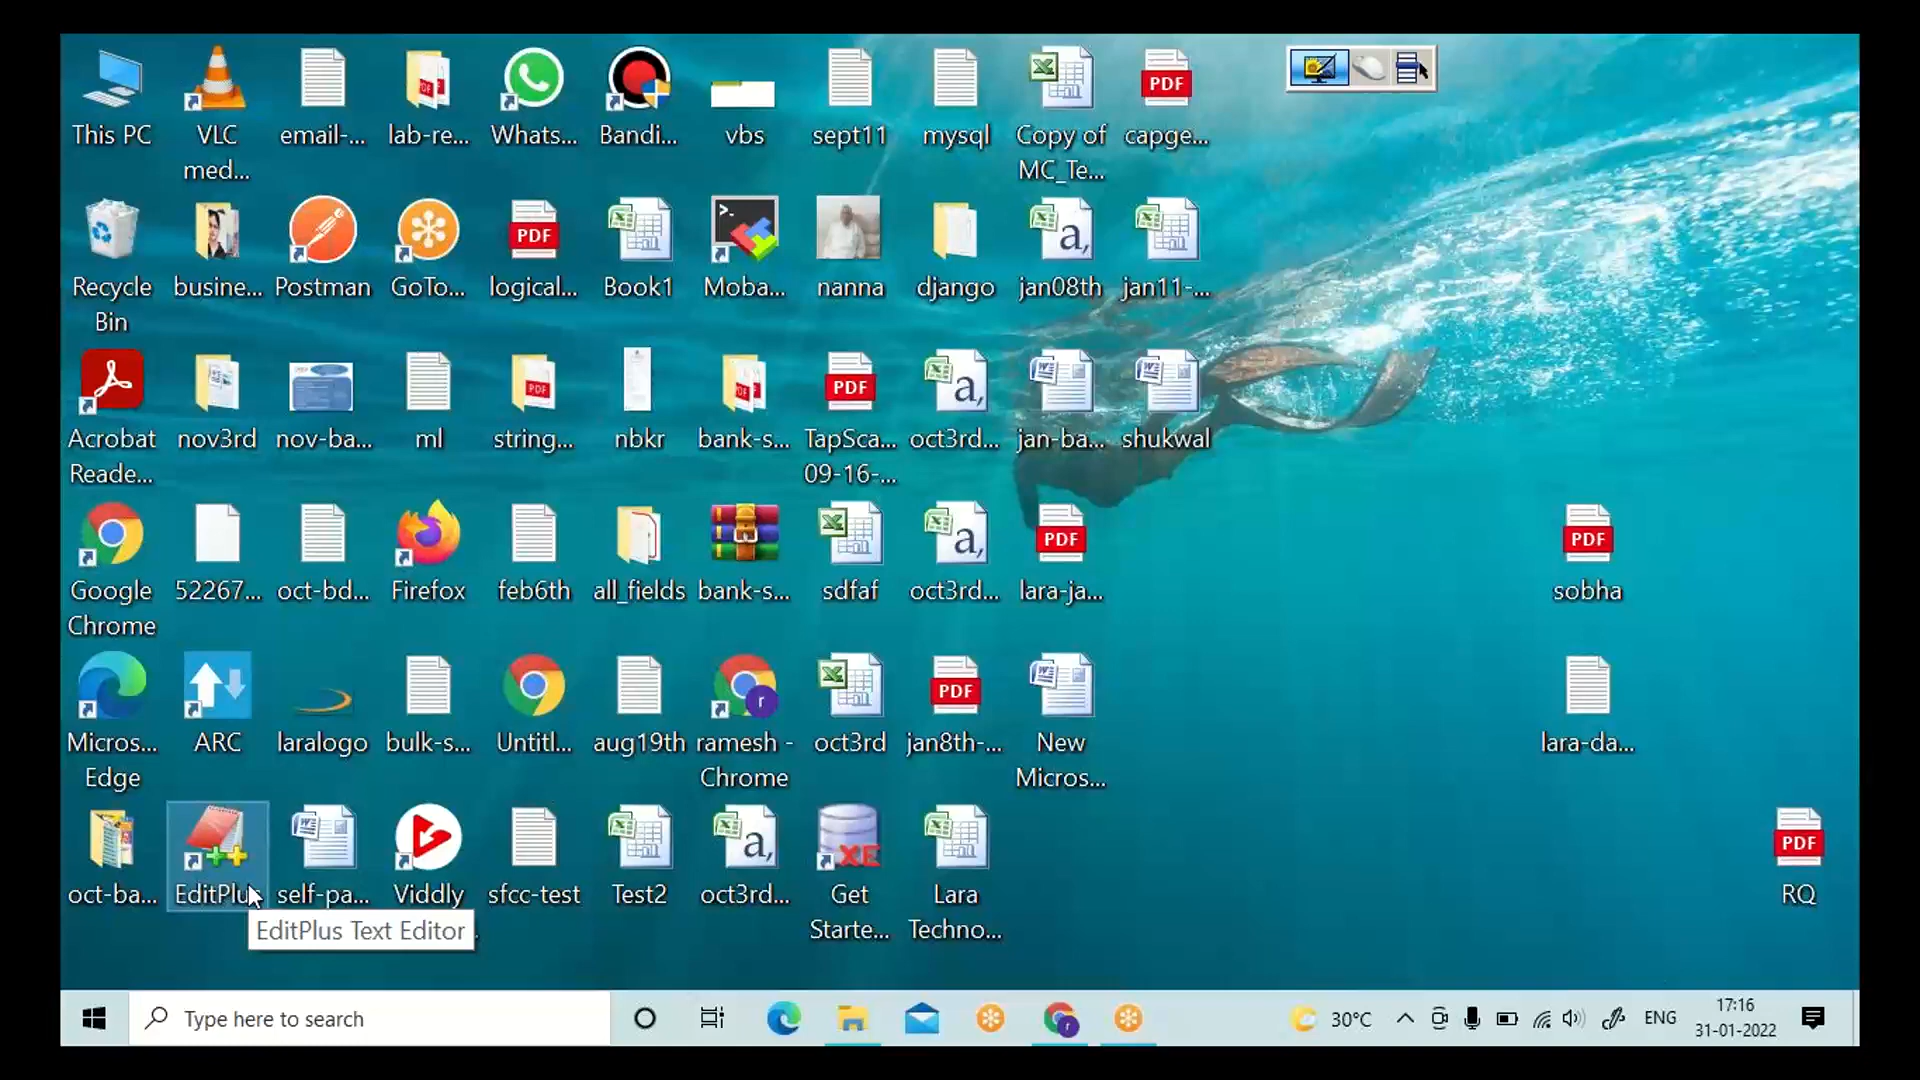 This PC
VLC
med...
email-...
lab-re...
Whats...
Bandi...
vbs
sept11
mysql
Copy of
MC_Te...
PDF
capge...
Recycle
Bin
busine...
Postman
GoTo...
PDF
logical...
Book1
Moba...
nanna
django
a,
jan08th
jan11-...
Acrobat
Reade...
nov3rd
nov-ba...
ml
PDF
string...
nbkr
bank-s...
PDF
TapSca...
09-16-...
a,
oct3rd...
jan-ba...
shukwal
Google
Chrome
52267...
oct-bd...
Firefox
feb6th
all_fields
bank-s...
sdfaf
a,
oct3rd...
PDF
lara-ja...
PDF
sobha
Micros...
Edge
ARC
laralogo
bulk-s...
Untitl...
aug19th
r
ramesh -
Chrome
oct3rd
PDF
jan8th-...
New
Micros...
lara-da...
oct-ba...
EditPlus
self-pa...
Viddly
sfcc-test
Test2
a,
oct3rd...
XE
Get
Starte...
Lara
Techno...
PDF
RQ
EditPlus Text Editor
Type here to search
r
30°C
ENG
17:16
31-01-2022